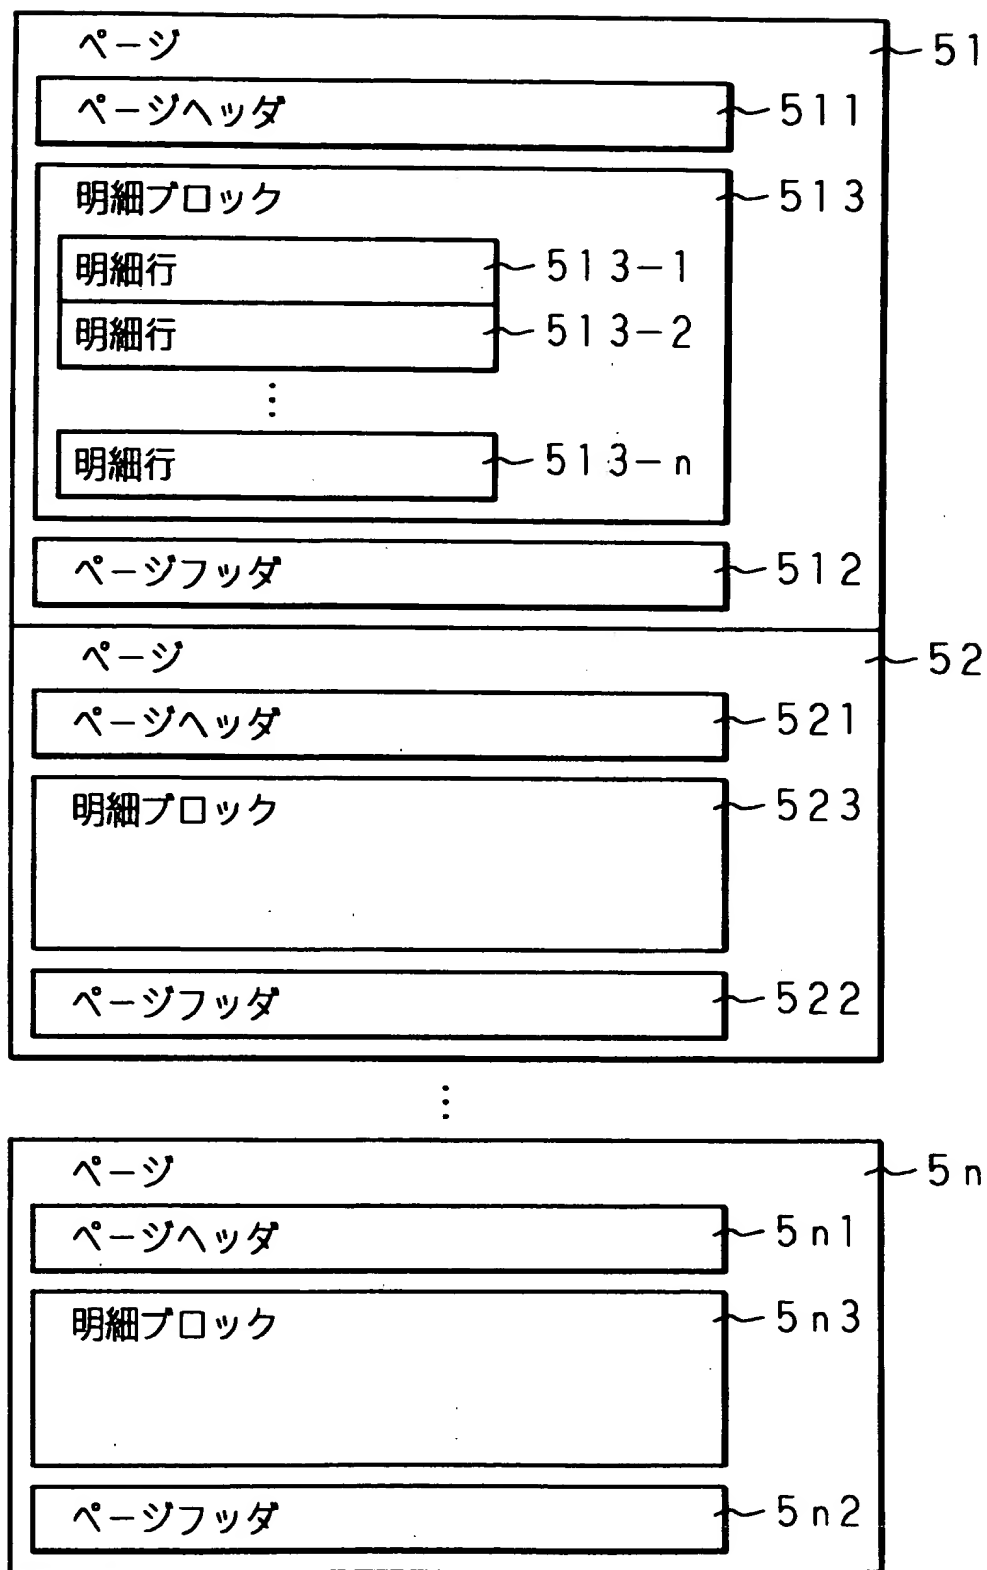 ページ 51
ページヘッダ 511
明細ブロック 513
明細行 513-1
明細行 513-2
⋮
明細行 513-n
ページフッダ 512
ページ 52
ページヘッダ 521
明細ブロック 523
ページフッダ 522
⋮
ページ 5n
ページヘッダ 5n1
明細ブロック 5n3
ページフッダ 5n2